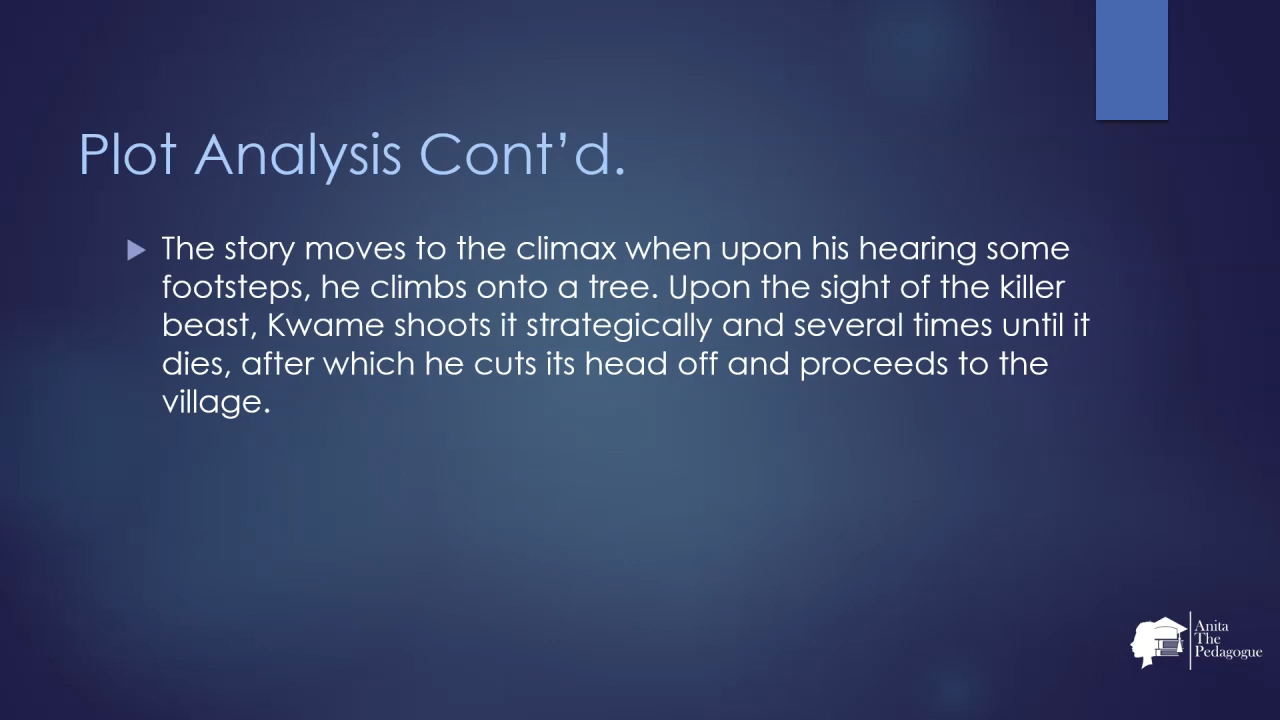 Plot Analysis Cont’d.
The story moves to the climax when upon his hearing some
footsteps, he climbs onto a tree. Upon the sight of the killer
beast, Kwame shoots it strategically and several times until it
dies, after which he cuts its head off and proceeds to the
village.
Anita
The
Pedagogue